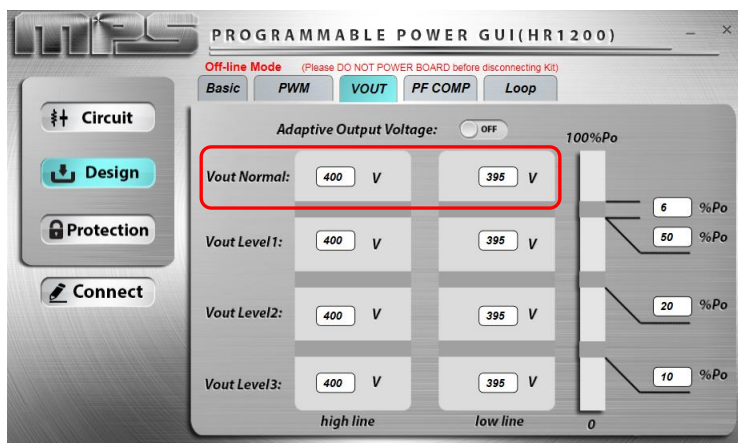 mps PROGRAMMABLE POWER GUI(HR1200)
Off-line Mode (Please DO NOT POWER BOARD before disconnecting Kit)
Basic PWM VOUT PF COMP Loop
Circuit
Design
Protection
Connect
Adaptive Output Voltage: OFF
100%Po
Vout Normal: 400 V 395 V
6 %Po
50 %Po
Vout Level1: 400 V 395 V
Vout Level2: 400 V 395 V 20 %Po
Vout Level3: 400 V 395 V 10 %Po
high line low line 0